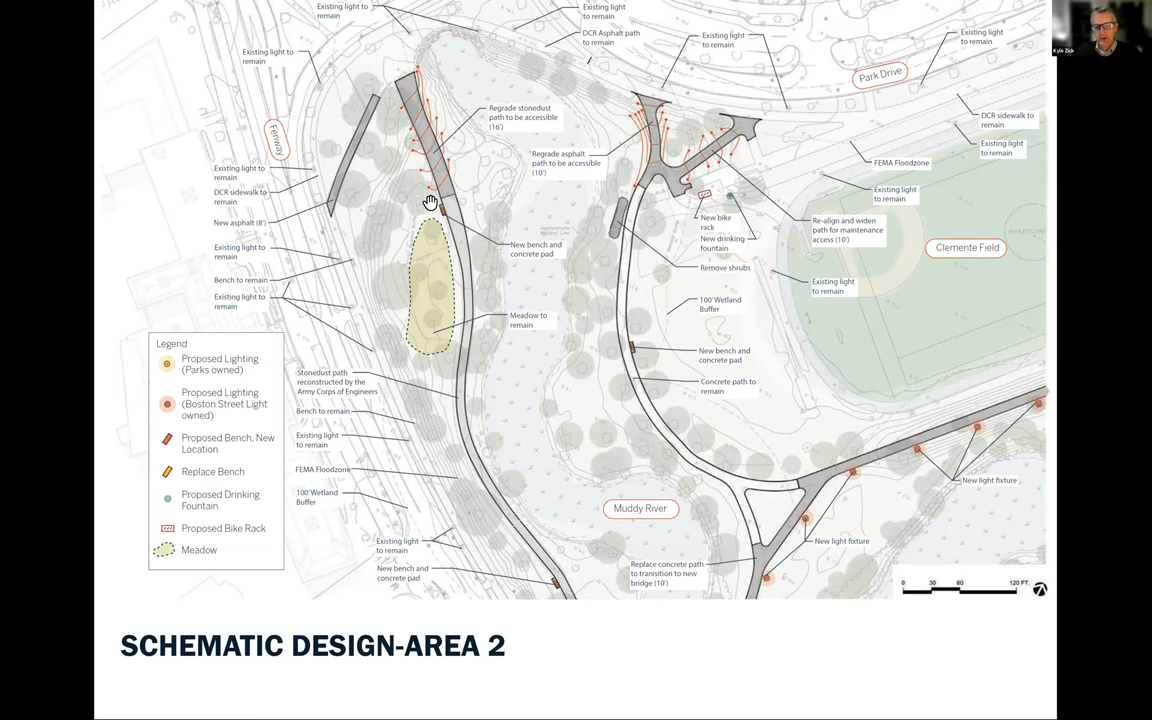 Existing light
to remain
Existing light
to remain
DCR Asphalt path
to remain
Existing light to
remain
Existing light
to remain
Existing light
to remain
Kyle Zick
Park Drive
Fenway
Regrade stonedust
path to be accessible
(16')
Regrade asphalt
path to be accessible
(10')
DCR sidewalk to
remain
Existing light
to remain
FEMA Floodzone
Existing light to
remain
DCR sidewalk to
remain
New asphalt (8')
Existing light
to remain
Re-align and widen
path for maintenance
access (10')
New bike
rack
New drinking
fountain
Clemente Field
New bench and
concrete pad
Existing light to
remain
Bench to remain
Existing light to
remain
Remove shrubs
Existing light
to remain
100' Wetland
Buffer
Meadow to
remain
New bench and
concrete pad
Concrete path to
remain
Legend
Proposed Lighting
(Parks owned)
Proposed Lighting
(Boston Street Light
owned)
Proposed Bench, New
Location
Replace Bench
Proposed Drinking
Fountain
Proposed Bike Rack
Meadow
Stonedust path
reconstructed by the
Army Corps of Engineers
Bench to remain
Existing light
to remain
FEMA Floodzone
100' Wetland
Buffer
Existing light
to remain
New bench and
concrete pad
Muddy River
New light fixture
New light fixture
Replace concrete path
to transition to new
bridge (10')
0 30 60 120 FT.
SCHEMATIC DESIGN-AREA 2